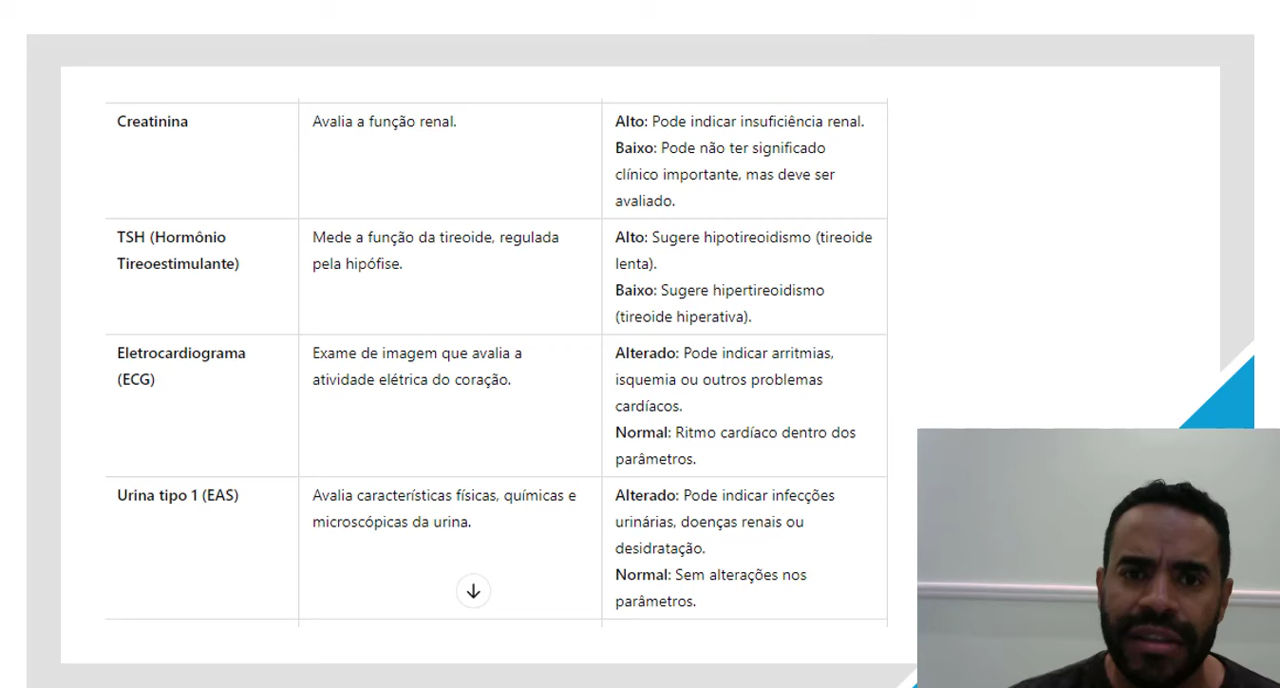 Creatinina
Avalia a função renal.
Alto: Pode indicar insuficiência renal.
Baixo: Pode não ter significado
clínico importante, mas deve ser
avaliado.
TSH (Hormônio
Tireoestimulante)
Mede a função da tireoide, regulada
pela hipófise.
Alto: Sugere hipotireoidismo (tireoide
lenta).
Baixo: Sugere hipertireoidismo
(tireoide hiperativa).
Eletrocardiograma
(ECG)
Exame de imagem que avalia a
atividade elétrica do coração.
Alterado: Pode indicar arritmias,
isquemia ou outros problemas
cardíacos.
Normal: Ritmo cardíaco dentro dos
parâmetros.
Urina tipo 1 (EAS)
Avalia características físicas, químicas e
microscópicas da urina.
Alterado: Pode indicar infecções
urinárias, doenças renais ou
desidratação.
Normal: Sem alterações nos
parâmetros.